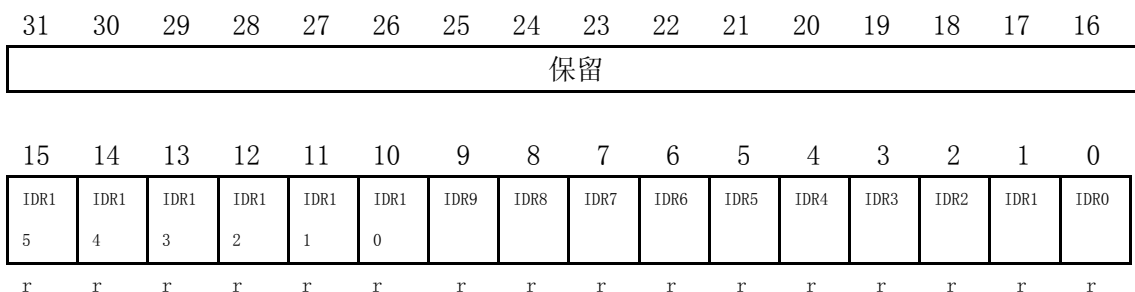 31 30 29 28 27 26 25 24 23 22 21 20 19 18 17 16
保留
15 14 13 12 11 10 9 8 7 6 5 4 3 2 1 0
IDR1 IDR1 IDR1 IDR1 IDR1 IDR1 IDR9 IDR8 IDR7 IDR6 IDR5 IDR4 IDR3 IDR2 IDR1 IDR0
5 4 3 2 1 0
r r r r r r r r r r r r r r r r